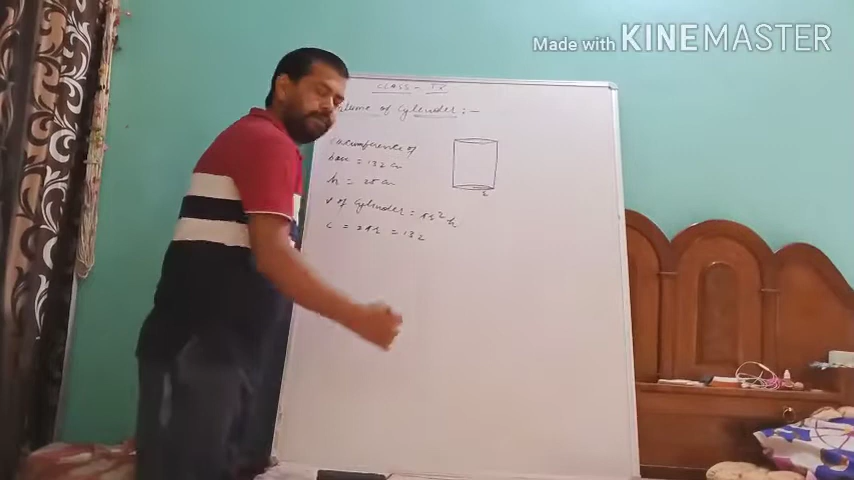 Made with KINEMASTER
CLASS - IX
Volume of Cylinder : -
Circumference of
base = 132 cm
h = 25 cm
V of Cylinder = πr²h
C = 2πr = 132
r